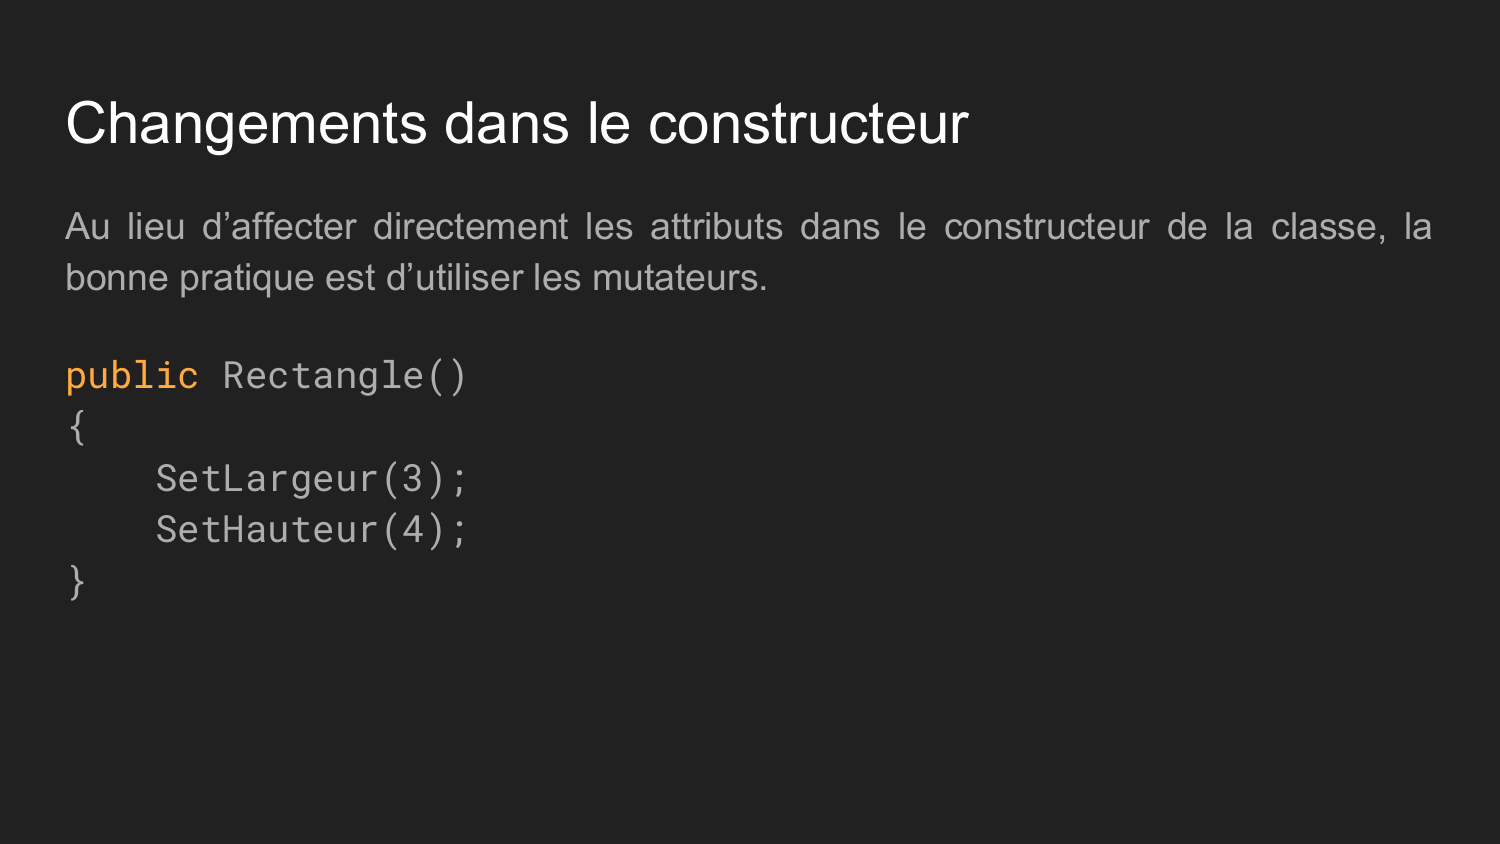 Changements dans le constructeur
Au lieu d’affecter directement les attributs dans le constructeur de la classe, la
bonne pratique est d’utiliser les mutateurs.
public Rectangle()
{
    SetLargeur(3);
    SetHauteur(4);
}